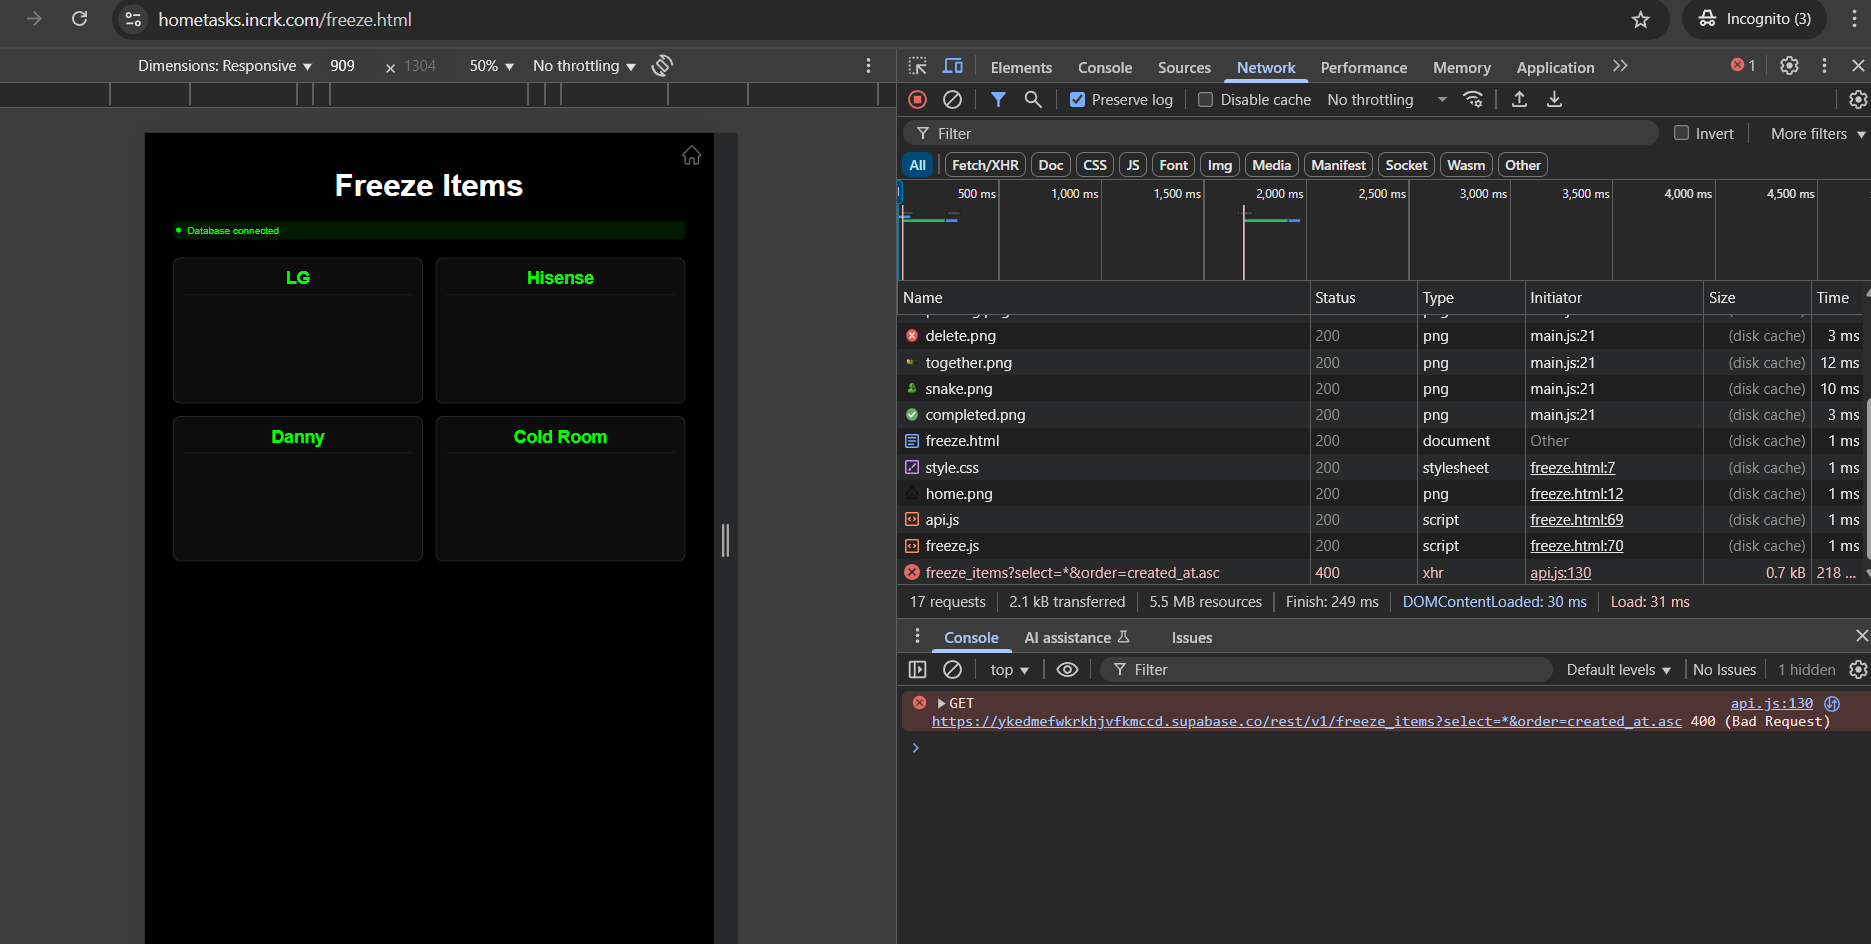 hometasks.incrk.com/freeze.html
Incognito (3)
Dimensions: Responsive 909 × 1304 50% No throttling
Elements Console Sources Network Performance Memory Application 1
Preserve log Disable cache No throttling
Filter Invert More filters
All Fetch/XHR Doc CSS JS Font Img Media Manifest Socket Wasm Other
500 ms 1,000 ms 1,500 ms 2,000 ms 2,500 ms 3,000 ms 3,500 ms 4,000 ms 4,500 ms
Name Status Type Initiator Size Time
delete.png 200 png main.js:21 (disk cache) 3 ms
together.png 200 png main.js:21 (disk cache) 12 ms
snake.png 200 png main.js:21 (disk cache) 10 ms
completed.png 200 png main.js:21 (disk cache) 3 ms
freeze.html 200 document Other (disk cache) 1 ms
style.css 200 stylesheet freeze.html:7 (disk cache) 1 ms
home.png 200 png freeze.html:12 (disk cache) 1 ms
api.js 200 script freeze.html:69 (disk cache) 1 ms
freeze.js 200 script freeze.html:70 (disk cache) 1 ms
freeze_items?select=*&order=created_at.asc 400 xhr api.js:130 0.7 kB 218 ...
17 requests 2.1 kB transferred 5.5 MB resources Finish: 249 ms DOMContentLoaded: 30 ms Load: 31 ms
Console AI assistance Issues
top Filter Default levels No Issues 1 hidden
GET api.js:130
https://ykedmefwkrkhjvfkmccd.supabase.co/rest/v1/freeze_items?select=*&order=created_at.asc 400 (Bad Request)
Freeze Items
Database connected
LG
Hisense
Danny
Cold Room